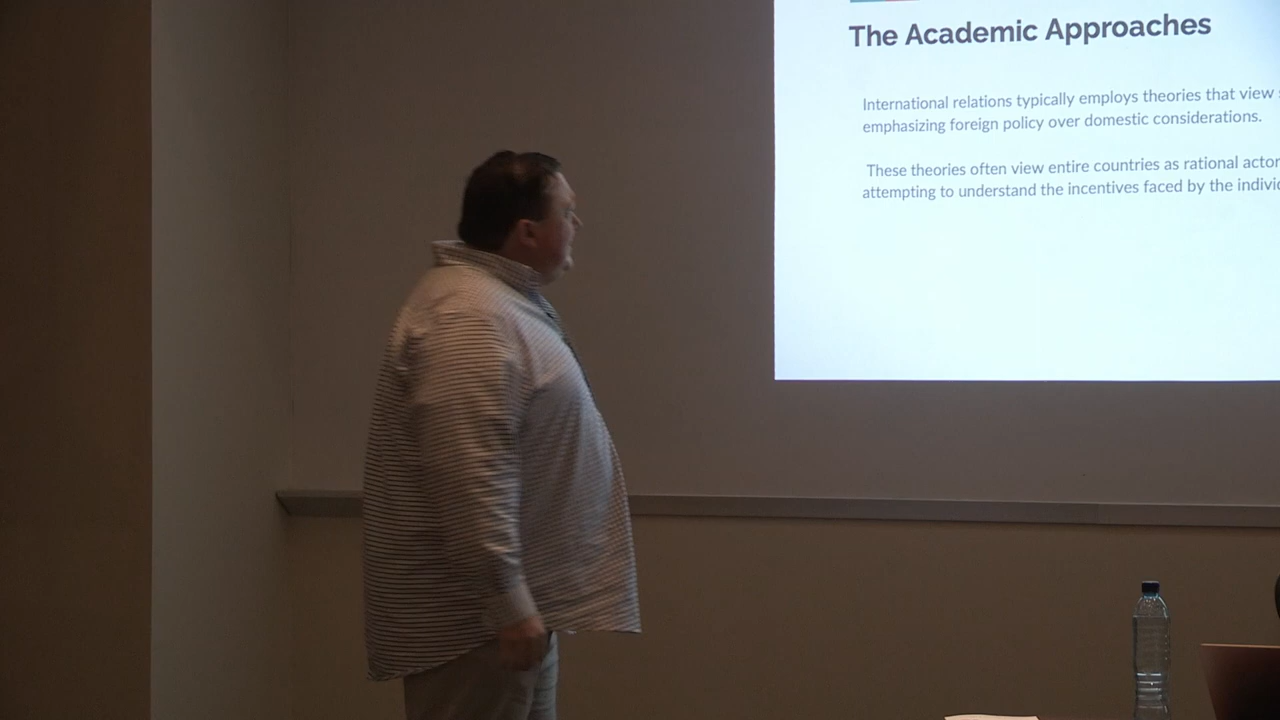 The Academic Approaches
International relations typically employs theories that view
emphasizing foreign policy over domestic considerations.
These theories often view entire countries as rational actor
attempting to understand the incentives faced by the